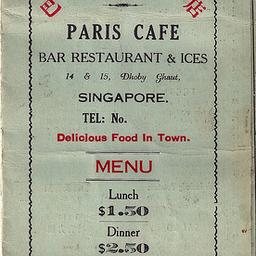 巴 店
PARIS CAFE
BAR RESTAURANT & ICES
14 & 15, Dhoby Ghaut,
SINGAPORE.
TEL: No.
Delicious Food In Town.
MENU
Lunch
$1.50
Dinner
$2.50